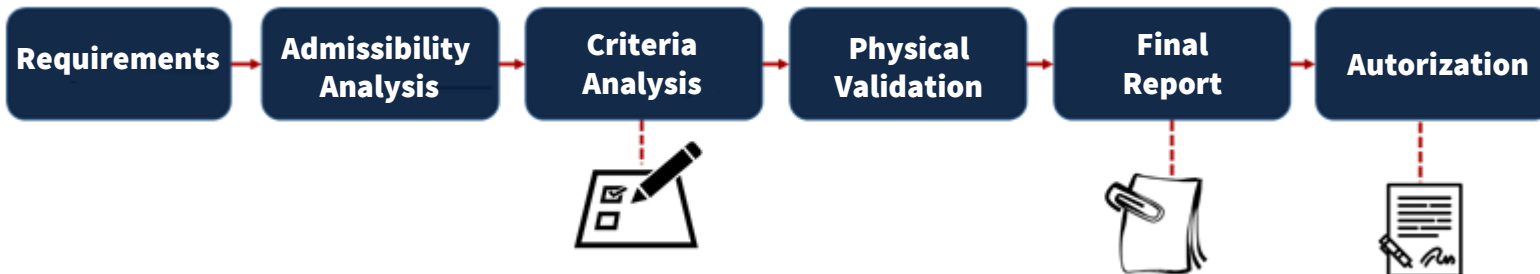 Requirements
Admissibility
Analysis
Criteria
Analysis
Physical
Validation
Final
Report
Autorization